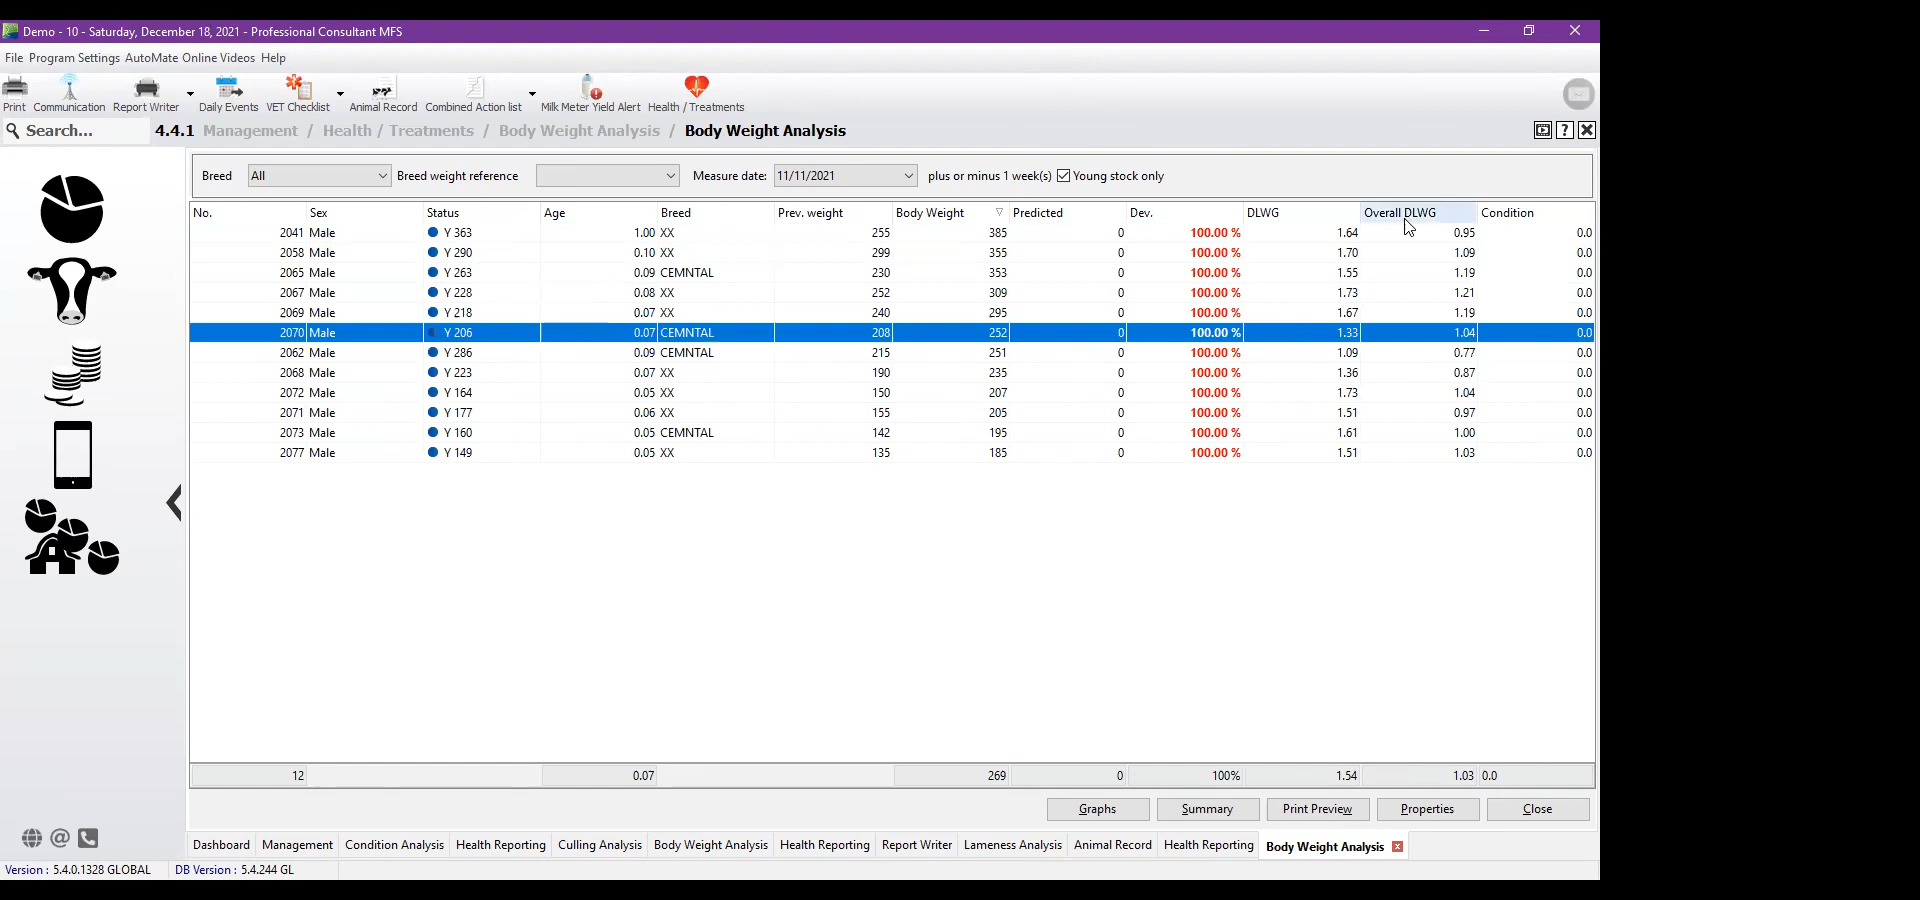 Demo - 10 - Saturday, December 18, 2021 - Professional Consultant MFS
File Program Settings AutoMate Online Videos Help
Print Communication Report Writer Daily Events VET Checklist Animal Record Combined Action list Milk Meter Yield Alert Health / Treatments
Search... 4.4.1 Management / Health / Treatments / Body Weight Analysis / Body Weight Analysis
Breed All Breed weight reference Measure date: 11/11/2021 plus or minus 1 week(s) Young stock only
No. Sex Status Age Breed Prev. weight Body Weight Predicted Dev. DLWG Overall DLWG Condition
2041 Male Y 363 1.00 XX 255 385 0 100.00 % 1.64 0.95 0.0
2058 Male Y 290 0.10 XX 299 355 0 100.00 % 1.70 1.09 0.0
2065 Male Y 263 0.09 CEMNTAL 230 353 0 100.00 % 1.55 1.19 0.0
2067 Male Y 228 0.08 XX 252 309 0 100.00 % 1.73 1.21 0.0
2069 Male Y 218 0.07 XX 240 295 0 100.00 % 1.67 1.19 0.0
2070 Male Y 206 0.07 CEMNTAL 208 252 0 100.00 % 1.33 1.04 0.0
2062 Male Y 286 0.09 CEMNTAL 215 251 0 100.00 % 1.09 0.77 0.0
2068 Male Y 223 0.07 XX 190 235 0 100.00 % 1.36 0.87 0.0
2072 Male Y 164 0.05 XX 150 207 0 100.00 % 1.73 1.04 0.0
2071 Male Y 177 0.06 XX 155 205 0 100.00 % 1.51 0.97 0.0
2073 Male Y 160 0.05 CEMNTAL 142 195 0 100.00 % 1.61 1.00 0.0
2077 Male Y 149 0.05 XX 135 185 0 100.00 % 1.51 1.03 0.0
12 0.07 269 0 100% 1.54 1.03 0.0
Graphs Summary Print Preview Properties Close
Dashboard Management Condition Analysis Health Reporting Culling Analysis Body Weight Analysis Health Reporting Report Writer Lameness Analysis Animal Record Health Reporting Body Weight Analysis
Version : 5.4.0.1328 GLOBAL DB Version : 5.4.244 GL